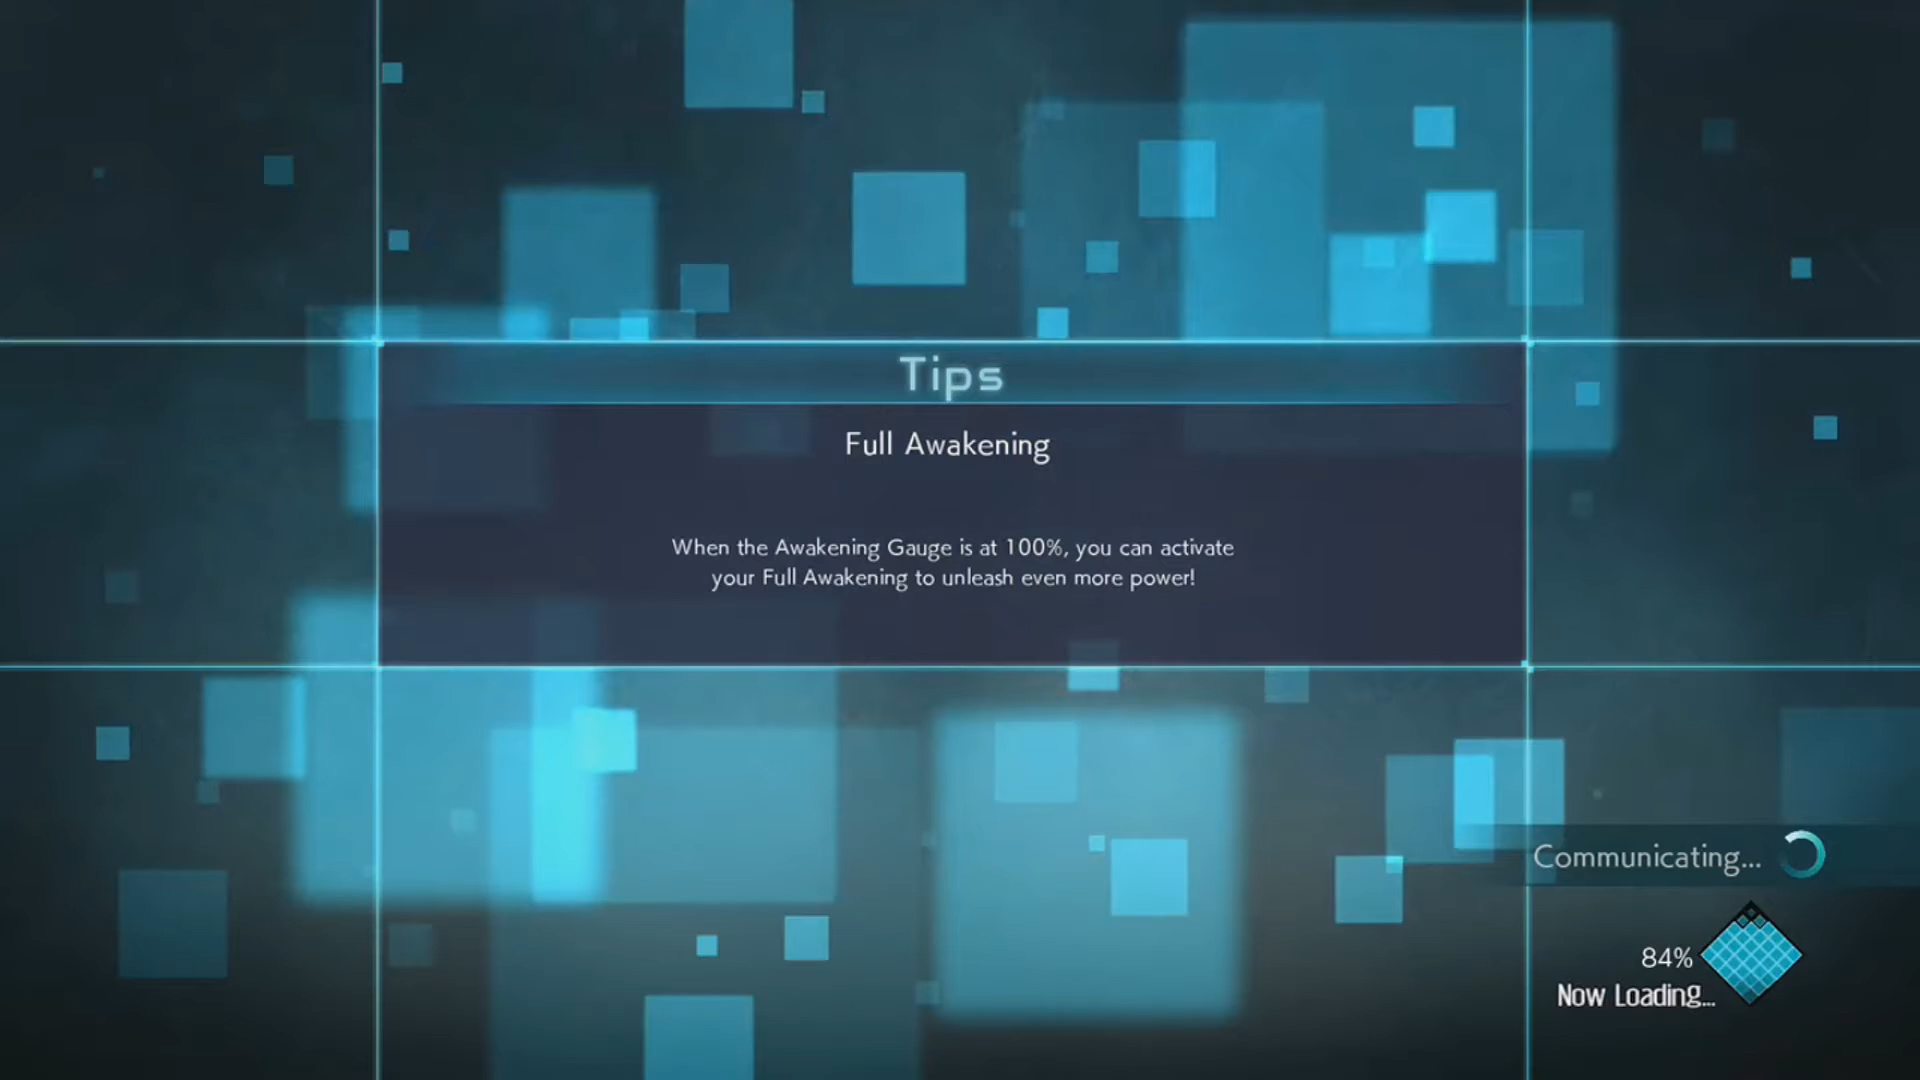 Tips
Full Awakening
When the Awakening Gauge is at 100%, you can activate
your Full Awakening to unleash even more power!
Communicating...
84%
Now Loading...